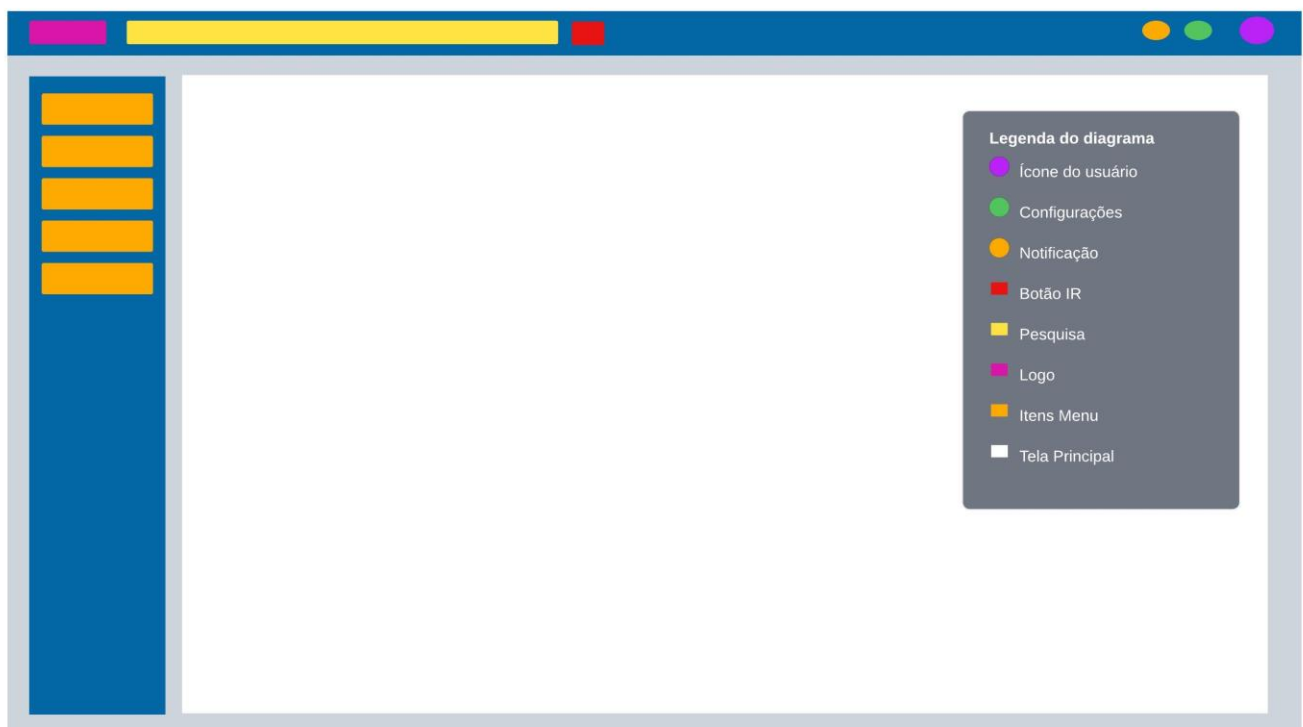 Legenda do diagrama
Ícone do usuário
Configurações
Notificação
Botão IR
Pesquisa
Logo
Itens Menu
Tela Principal